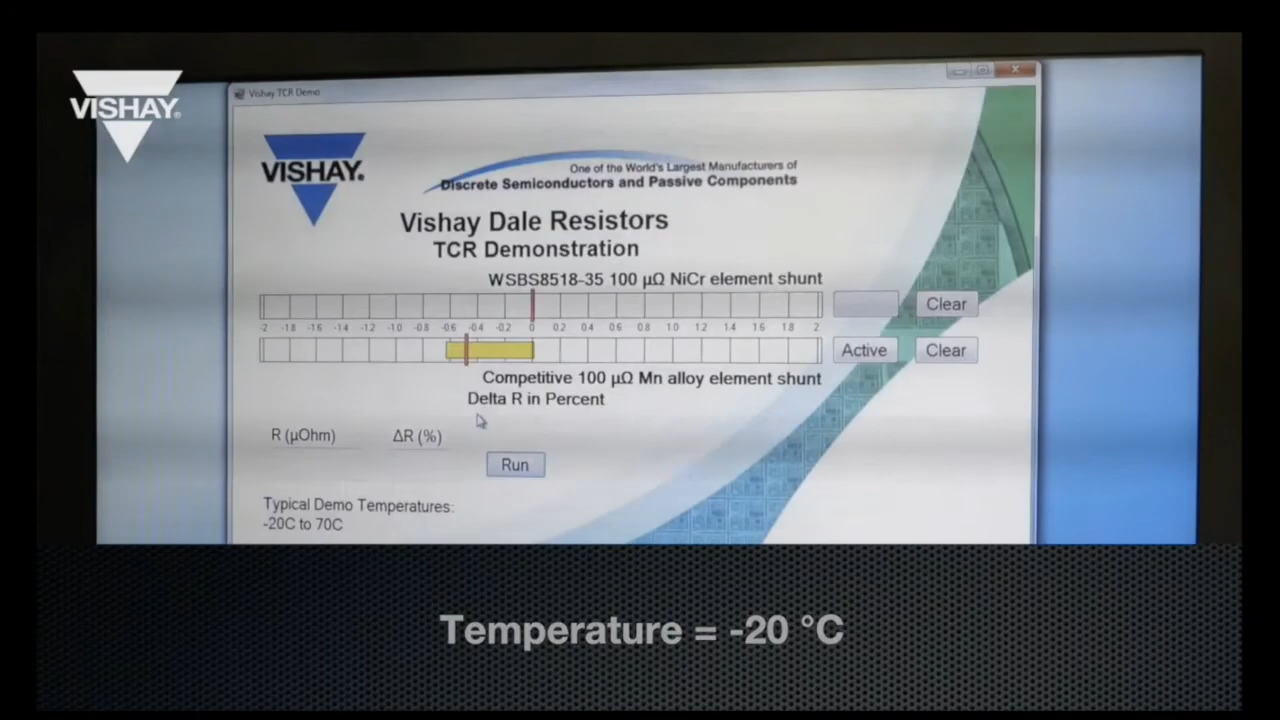 VISHAY®
Vishay TCR Demo
VISHAY.
One of the World's Largest Manufacturers of
Discrete Semiconductors and Passive Components
Vishay Dale Resistors
TCR Demonstration
WSBS8518-35 100 µΩ NiCr element shunt
Clear
-2 -1.8 -1.6 -1.4 -1.2 -1.0 -0.8 -0.6 -0.4 -0.2 0 0.2 0.4 0.6 0.8 1.0 1.2 1.4 1.6 1.8 2
Active Clear
Competitive 100 µΩ Mn alloy element shunt
Delta R in Percent
R (µOhm) ΔR (%)
Run
Typical Demo Temperatures:
-20C to 70C
Temperature = -20 °C